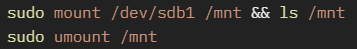 sudo mount /dev/sdb1 /mnt && ls /mnt
sudo umount /mnt